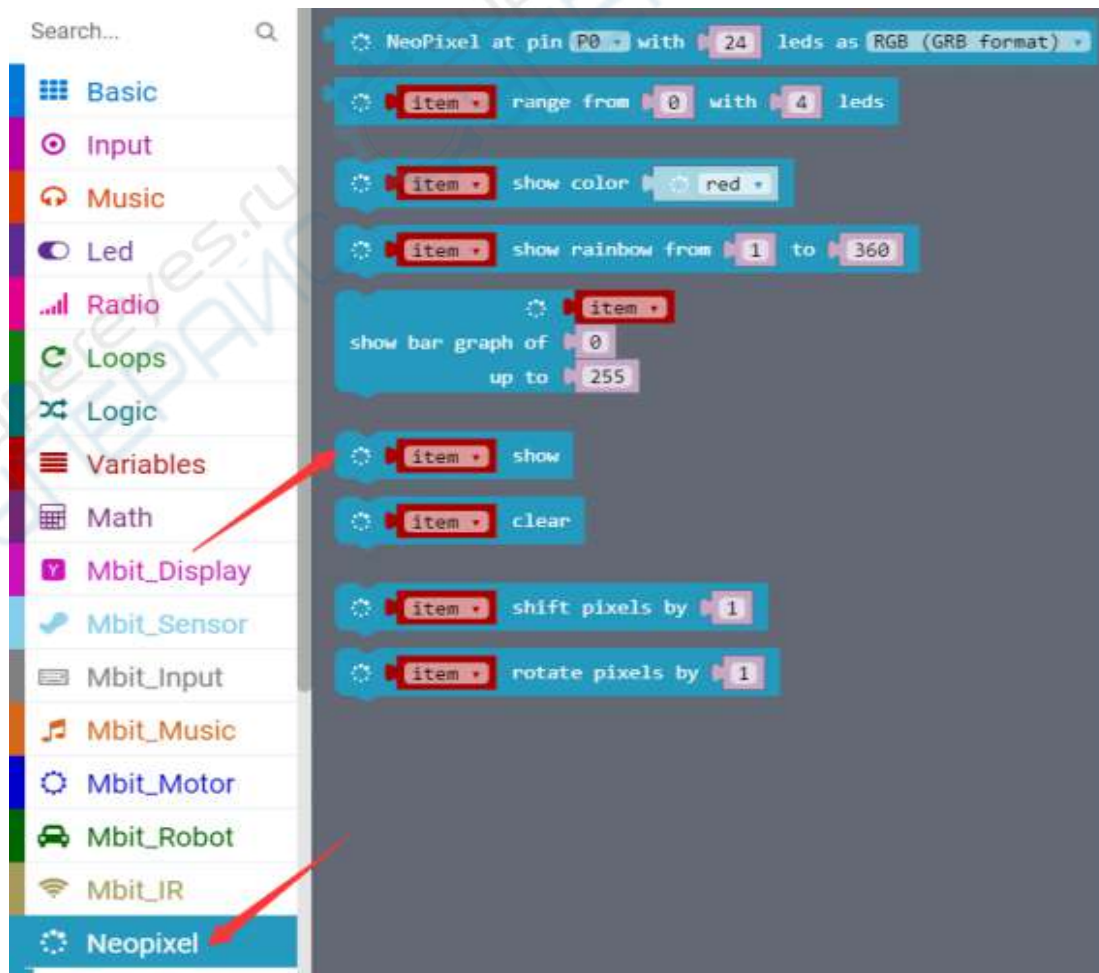 Search...
Basic
Input
Music
Led
Radio
Loops
Logic
Variables
Math
Mbit_Display
Mbit_Sensor
Mbit_Input
Mbit_Music
Mbit_Motor
Mbit_Robot
Mbit_IR
Neopixel
NeoPixel at pin P0 with 24 leds as RGB (GRB format)
item range from 0 with 4 leds
item show color red
item show rainbow from 1 to 360
item
show bar graph of 0
up to 255
item show
item clear
item shift pixels by 1
item rotate pixels by 1